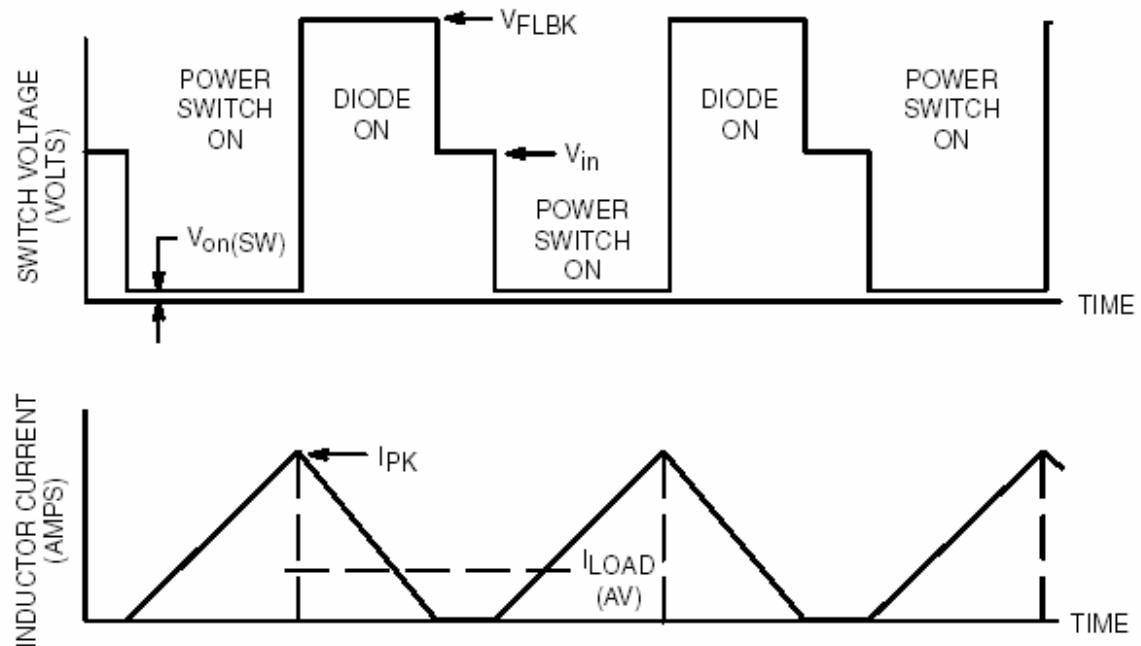 VFLBK
POWER
SWITCH
ON
DIODE
ON
DIODE
ON
POWER
SWITCH
ON
Vin
Von(SW)
POWER
SWITCH
ON
SWITCH VOLTAGE
(VOLTS)
TIME
IPK
ILOAD
(AV)
INDUCTOR CURRENT
(AMPS)
TIME